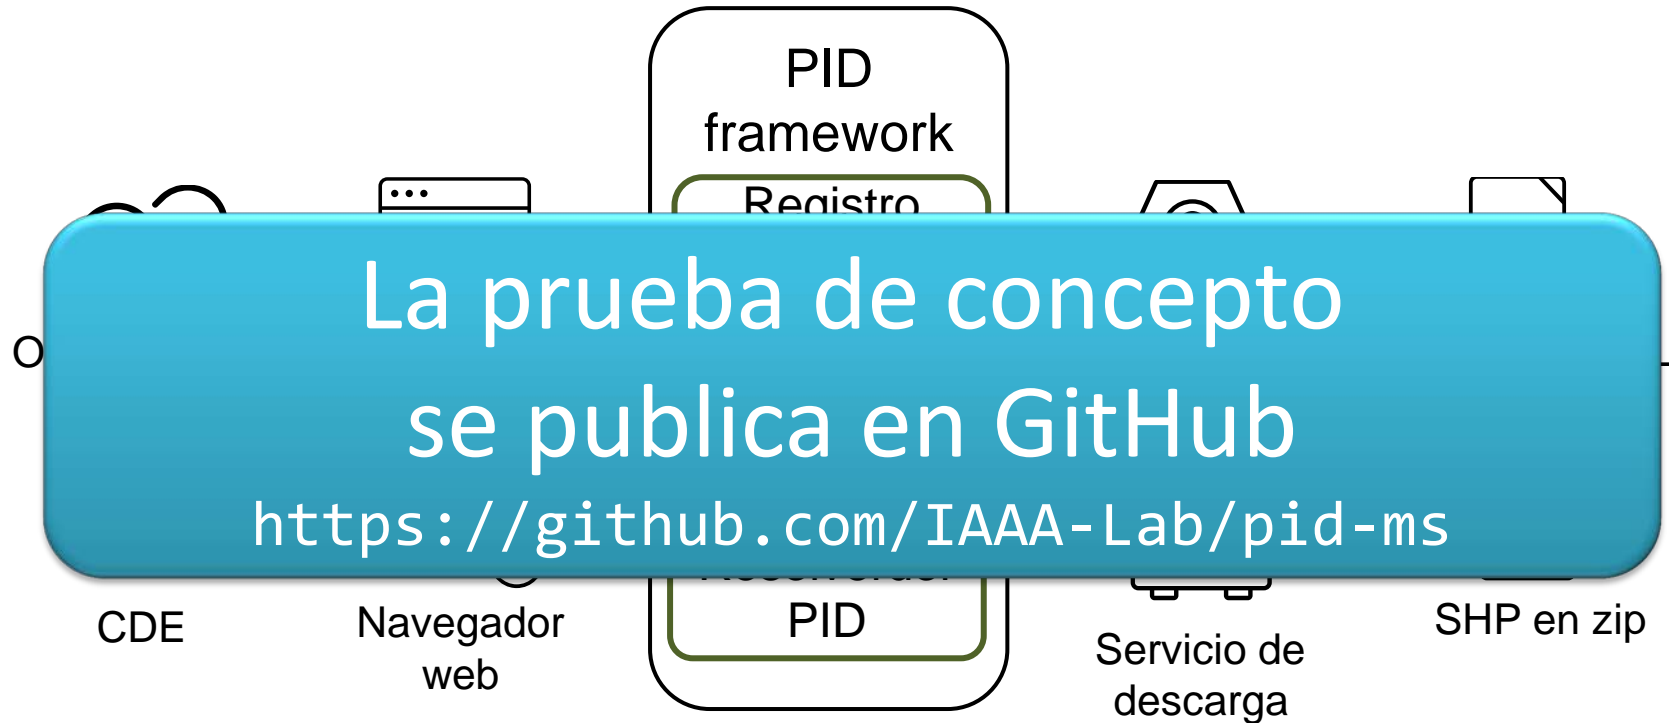 PID
framework
Registro
La prueba de concepto
se publica en GitHub
https://github.com/IAAA-Lab/pid-ms
PID
CDE
Navegador
web
Servicio de
descarga
SHP en zip